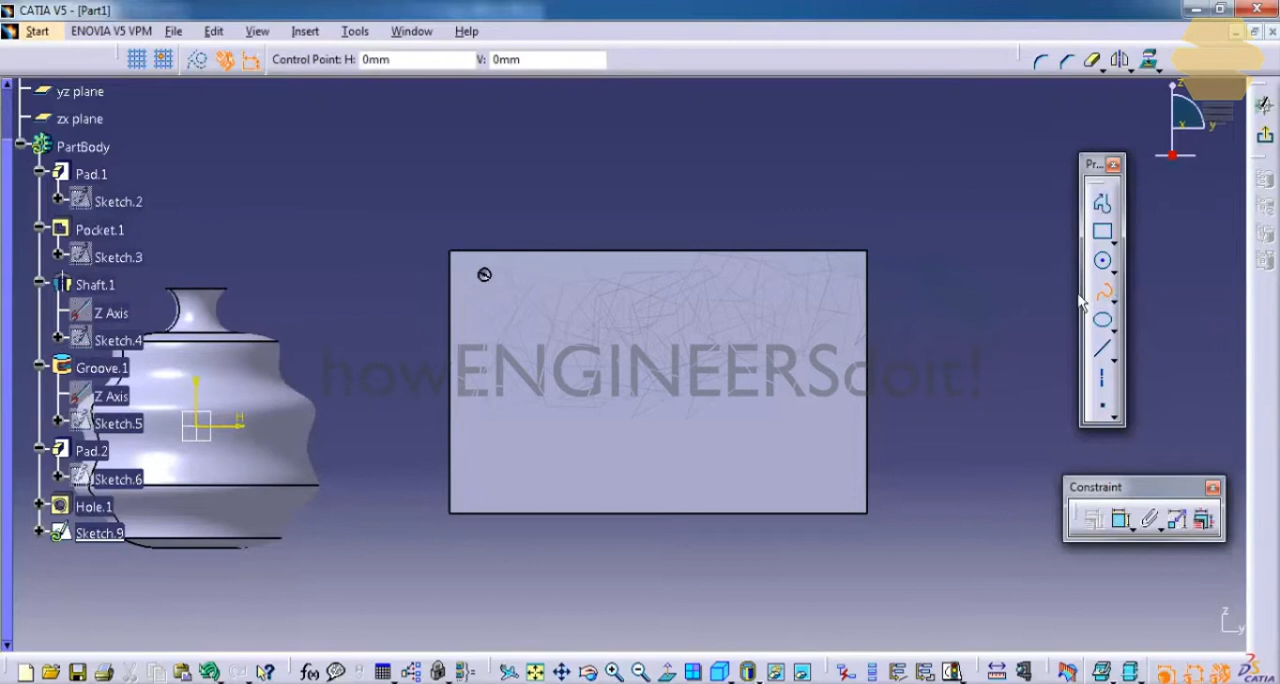 CATIA V5 - [Part1]
Start ENOVIA V5 VPM File Edit View Insert Tools Window Help
Control Point: H: 0mm V: 0mm
yz plane
zx plane
PartBody
Pad.1
Sketch.2
Pocket.1
Sketch.3
Shaft.1
Z Axis
Sketch.4
Groove.1
Z Axis
Sketch.5
Pad.2
Sketch.6
Hole.1
Sketch.9
H
howENGINEERSdoit!
z
x
y
Pr...
Constraint
z
y
f(x)
CATIA